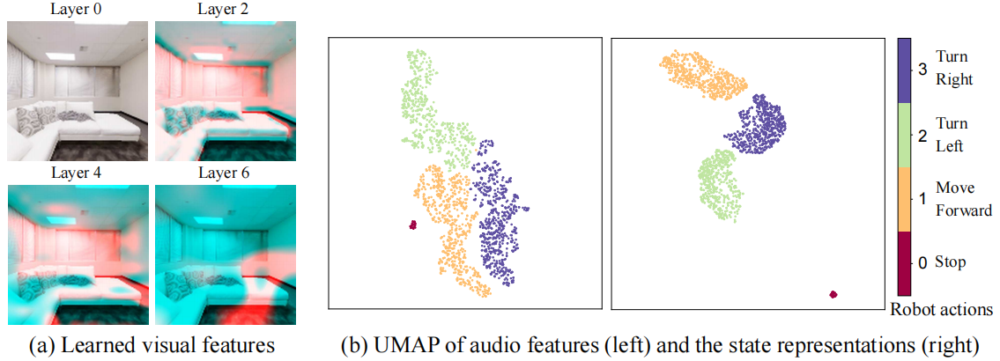 Layer 0
Layer 2
Layer 4
Layer 6
(a) Learned visual features
3 Turn Right
2 Turn Left
1 Move Forward
0 Stop
Robot actions
(b) UMAP of audio features (left) and the state representations (right)